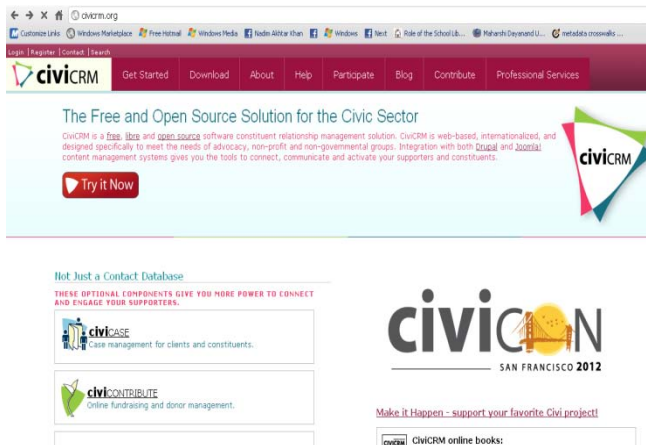 civicrm.org
Customize Links Windows Marketplace Free Hotmail Windows Media Nadim Akhtar Khan Windows Next Role of the School Lib... Maharshi Dayanand U... metadata crosswalks ...
Login | Register | Contact | Search
CiviCRM Get Started Download About Help Participate Blog Contribute Professional Services
The Free and Open Source Solution for the Civic Sector
CiviCRM is a free, libre and open source software constituent relationship management solution. CiviCRM is web-based, internationalized, and
designed specifically to meet the needs of advocacy, non-profit and non-governmental groups. Integration with both Drupal and Joomla!
content management systems gives you the tools to connect, communicate and activate your supporters and constituents.
civiCRM
Try it Now
Not Just a Contact Database
THESE OPTIONAL COMPONENTS GIVE YOU MORE POWER TO CONNECT
AND ENGAGE YOUR SUPPORTERS.
civiCASE
Case management for clients and constituents.
civiCONTRIBUTE
Online fundraising and donor management.
civiCON
SAN FRANCISCO 2012
Make it Happen - support your favorite Civi project!
CiviCRM online books: